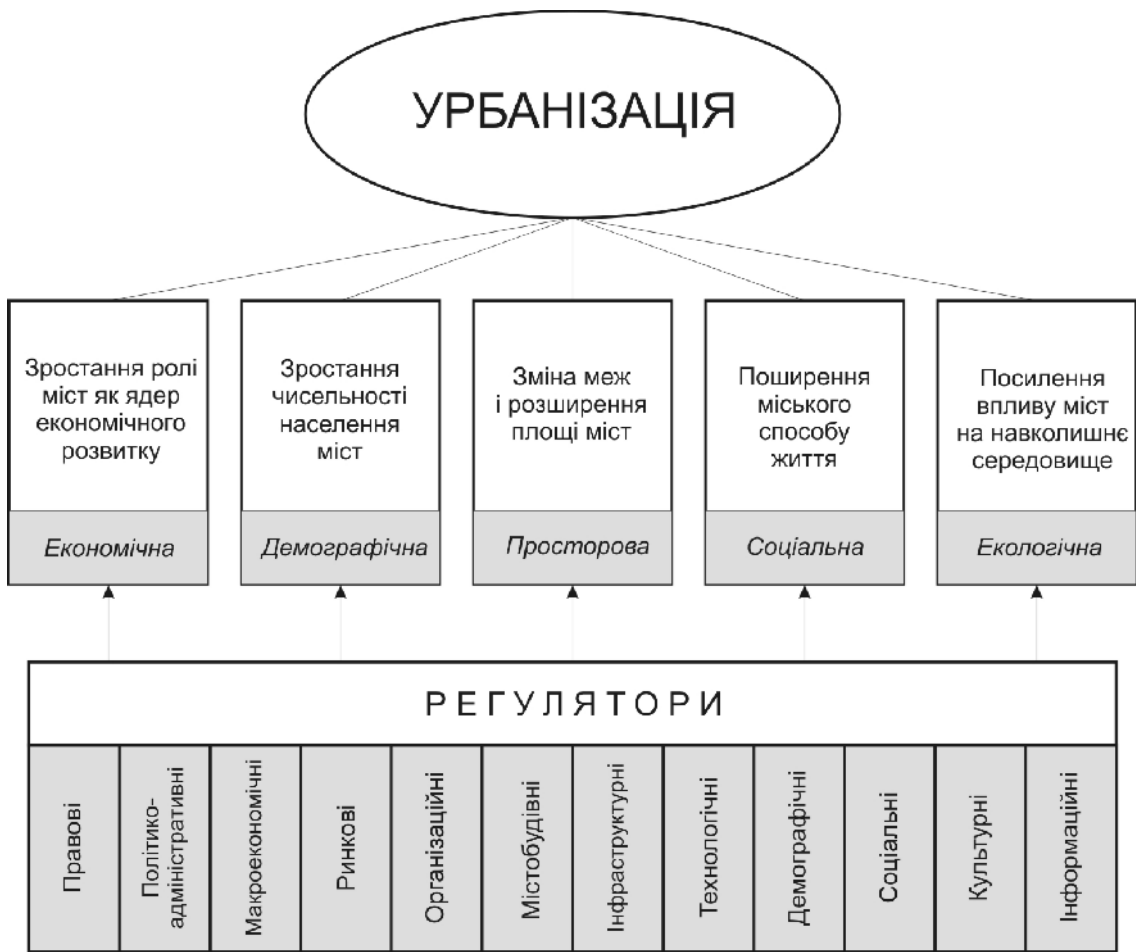 УРБАНІЗАЦІЯ
Зростання ролі
міст як ядер
економічного
розвитку
Економічна
Зростання
чисельності
населення
міст
Демографічна
Зміна меж
і розширення
площі міст
Просторова
Поширення
міського
способу
життя
Соціальна
Посилення
впливу міст
на навколишнє
середовище
Екологічна
РЕГУЛЯТОРИ
Правові
Політико-
адміністративні
Макроекономічні
Ринкові
Організаційні
Містобудівні
Інфраструктурні
Технологічні
Демографічні
Соціальні
Культурні
Інформаційні